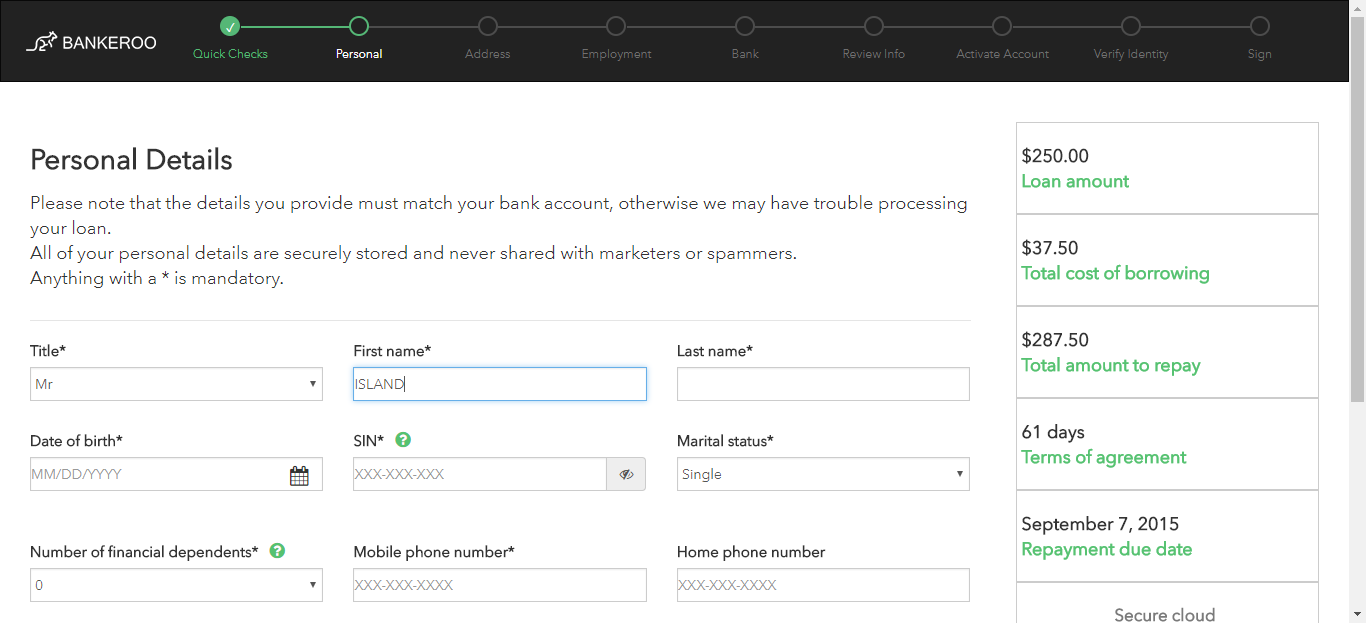 BANKEROO
Quick Checks
Personal
Address
Employment
Bank
Review Info
Activate Account
Verify Identity
Sign
Personal Details
Please note that the details you provide must match your bank account, otherwise we may have trouble processing
your loan.
All of your personal details are securely stored and never shared with marketers or spammers.
Anything with a * is mandatory.
Title*
First name*
Last name*
Mr
ISLAND
Date of birth*
SIN* ?
Marital status*
MM/DD/YYYY
XXX-XXX-XXX
Single
Number of financial dependents* ?
Mobile phone number*
Home phone number
0
XXX-XXX-XXXX
XXX-XXX-XXXX
$250.00
Loan amount
$37.50
Total cost of borrowing
$287.50
Total amount to repay
61 days
Terms of agreement
September 7, 2015
Repayment due date
Secure cloud